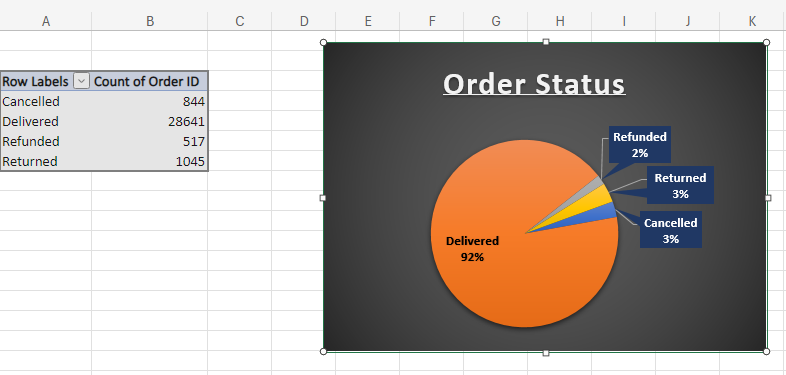 A B C D E F G H I J K
Row Labels Count of Order ID
Cancelled 844
Delivered 28641
Refunded 517
Returned 1045
Order Status
Refunded
2%
Returned
3%
Cancelled
3%
Delivered
92%